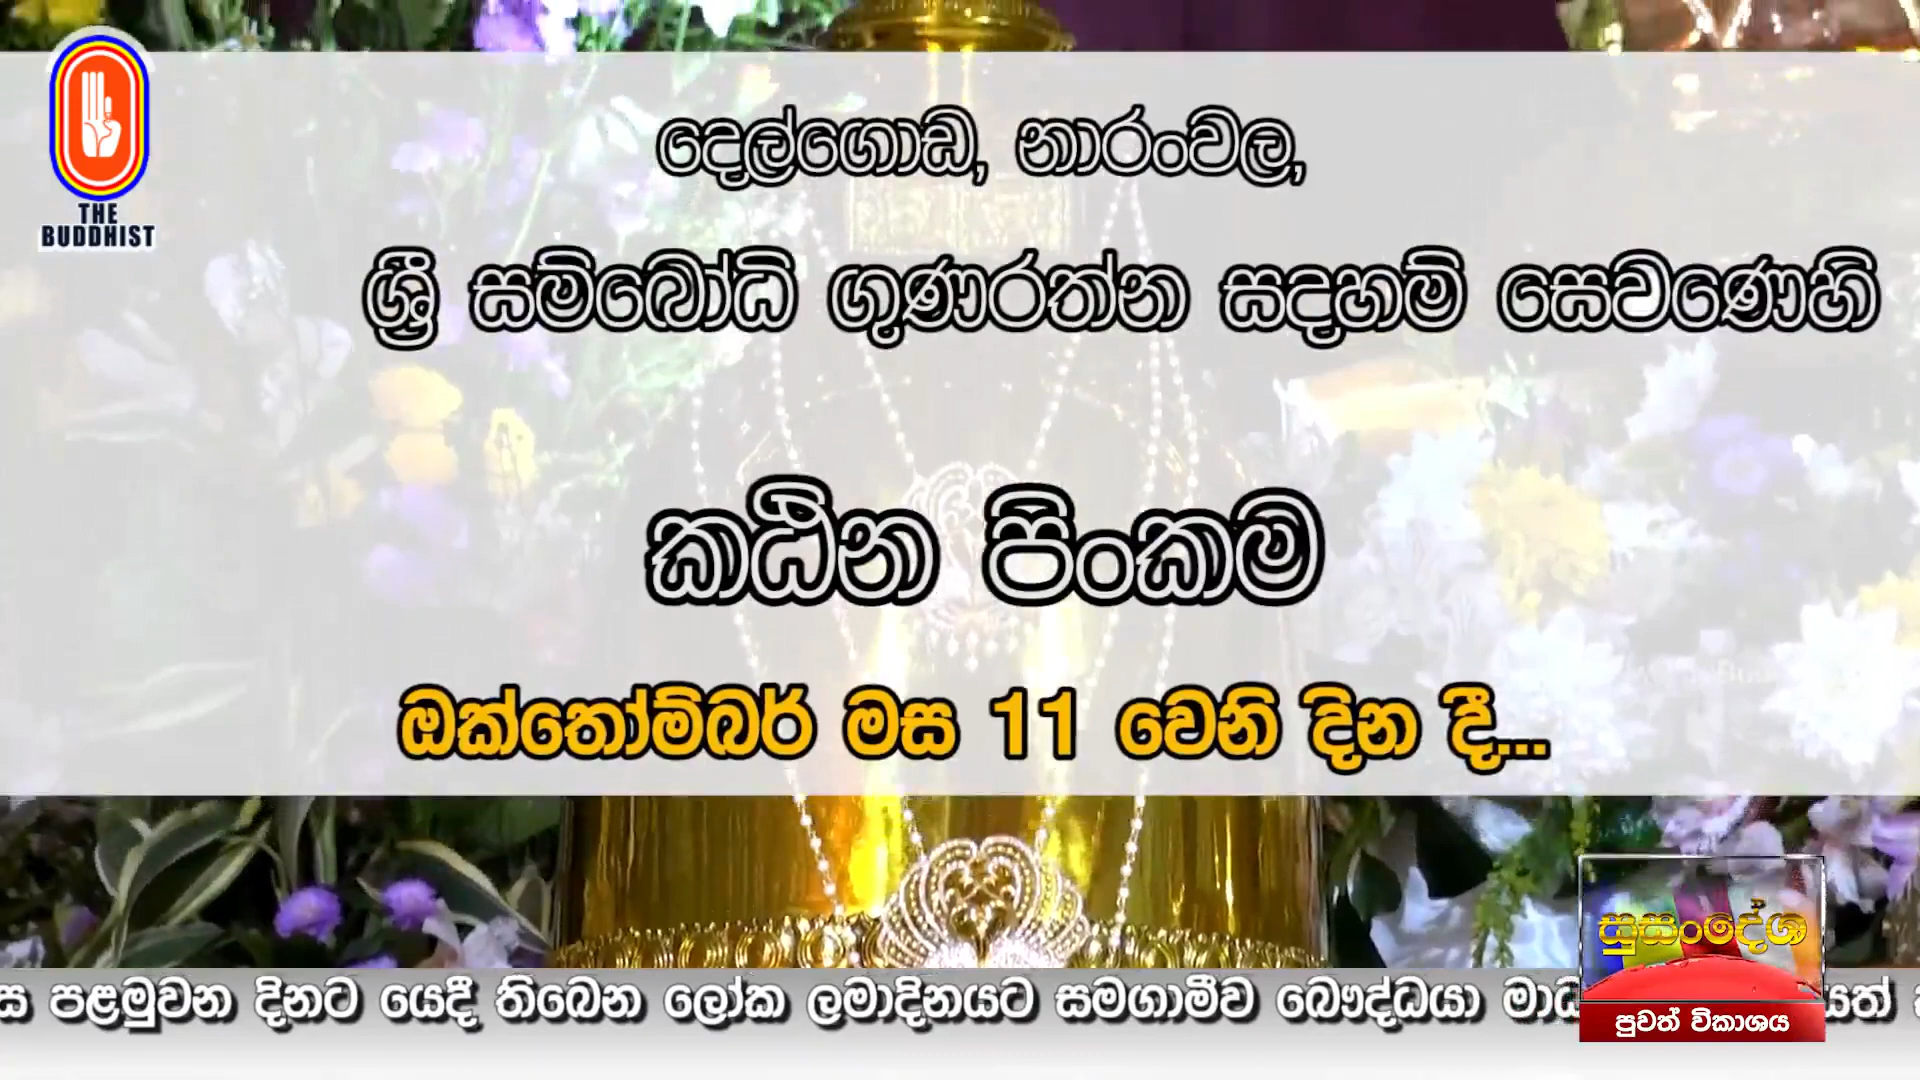 THE
BUDDHIST
දෙල්ගොඩ, නාරංවල,
ශ්‍රී සම්බෝධි ගුණරත්න සදහම් සෙවණෙහි
කඨින පිංකම
ඔක්තෝම්බර් මස 11 වෙනි දින දී...
සුසංදේශ
පළමුවන දිනට යෙදී තිබෙන ලෝක ළමාදිනයට සමගාමීව බෞද්ධයා
පුවත් විකාශය